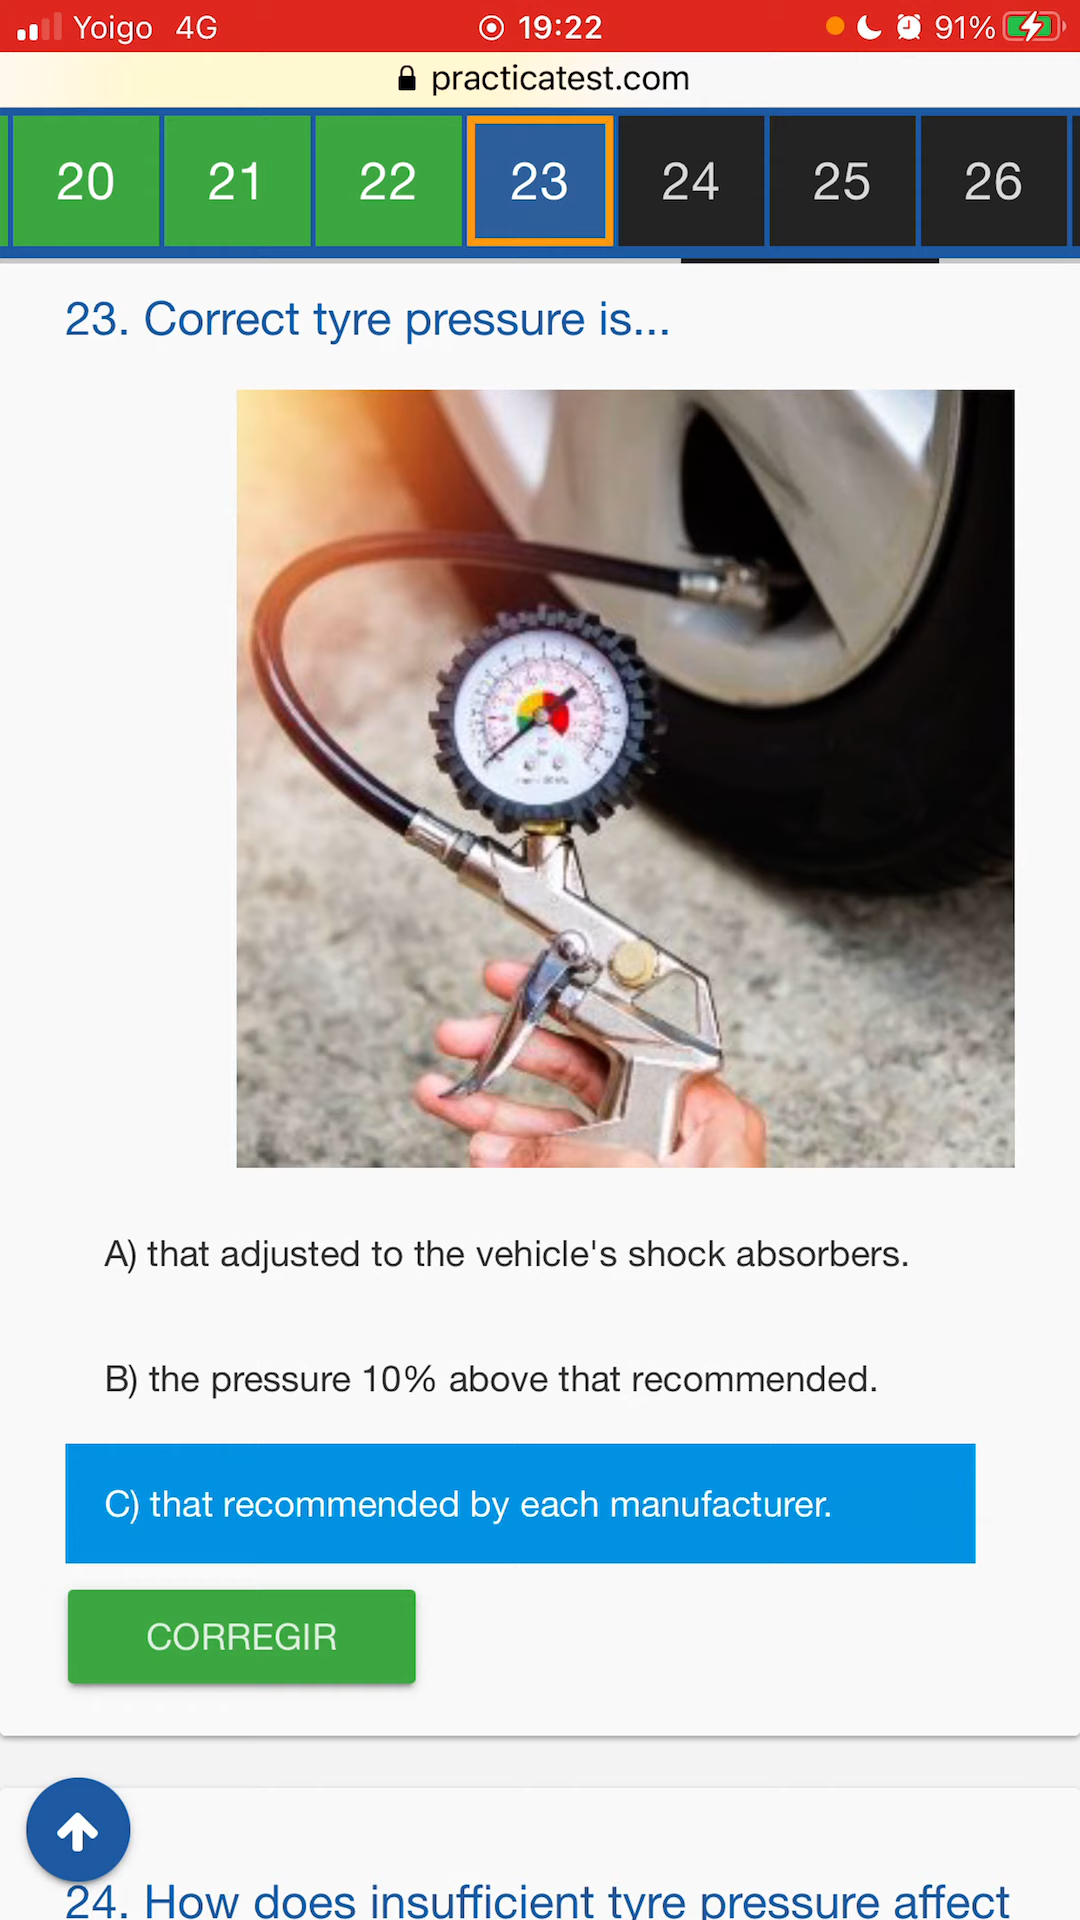 Yoigo 4G 19:22 91%
practicatest.com
20 21 22 23 24 25 26
23. Correct tyre pressure is...
A) that adjusted to the vehicle's shock absorbers.
B) the pressure 10% above that recommended.
C) that recommended by each manufacturer.
CORREGIR
24. How does insufficient tyre pressure affect